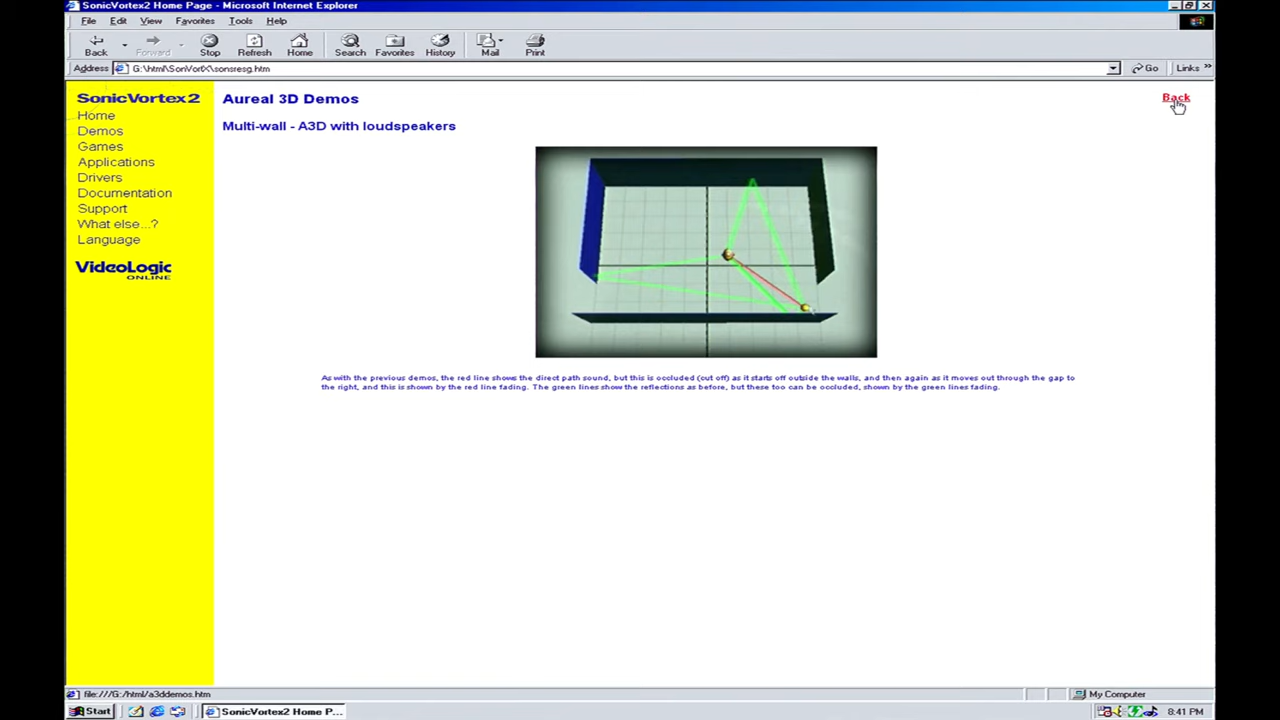 SonicVortex2 Home Page - Microsoft Internet Explorer
File Edit View Favorites Tools Help
Back Forward Stop Refresh Home Search Favorites History Mail Print
Address G:\html\SonVortX\sonsresg.htm Go Links »
SonicVortex2
Home
Demos
Games
Applications
Drivers
Documentation
Support
What else...?
Language
VideoLogic
ONLINE
Aureal 3D Demos
Back
Multi-wall - A3D with loudspeakers
As with the previous demos, the red line shows the direct path sound, but this is occluded (cut off) as it starts off outside the walls, and then again as it moves out through the gap to
the right, and this is shown by the red line fading. The green lines show the reflections as before, but these too can be occluded, shown by the green lines fading.
file:///G:/html/a3ddemos.htm
My Computer
Start
SonicVortex2 Home P...
8:41 PM